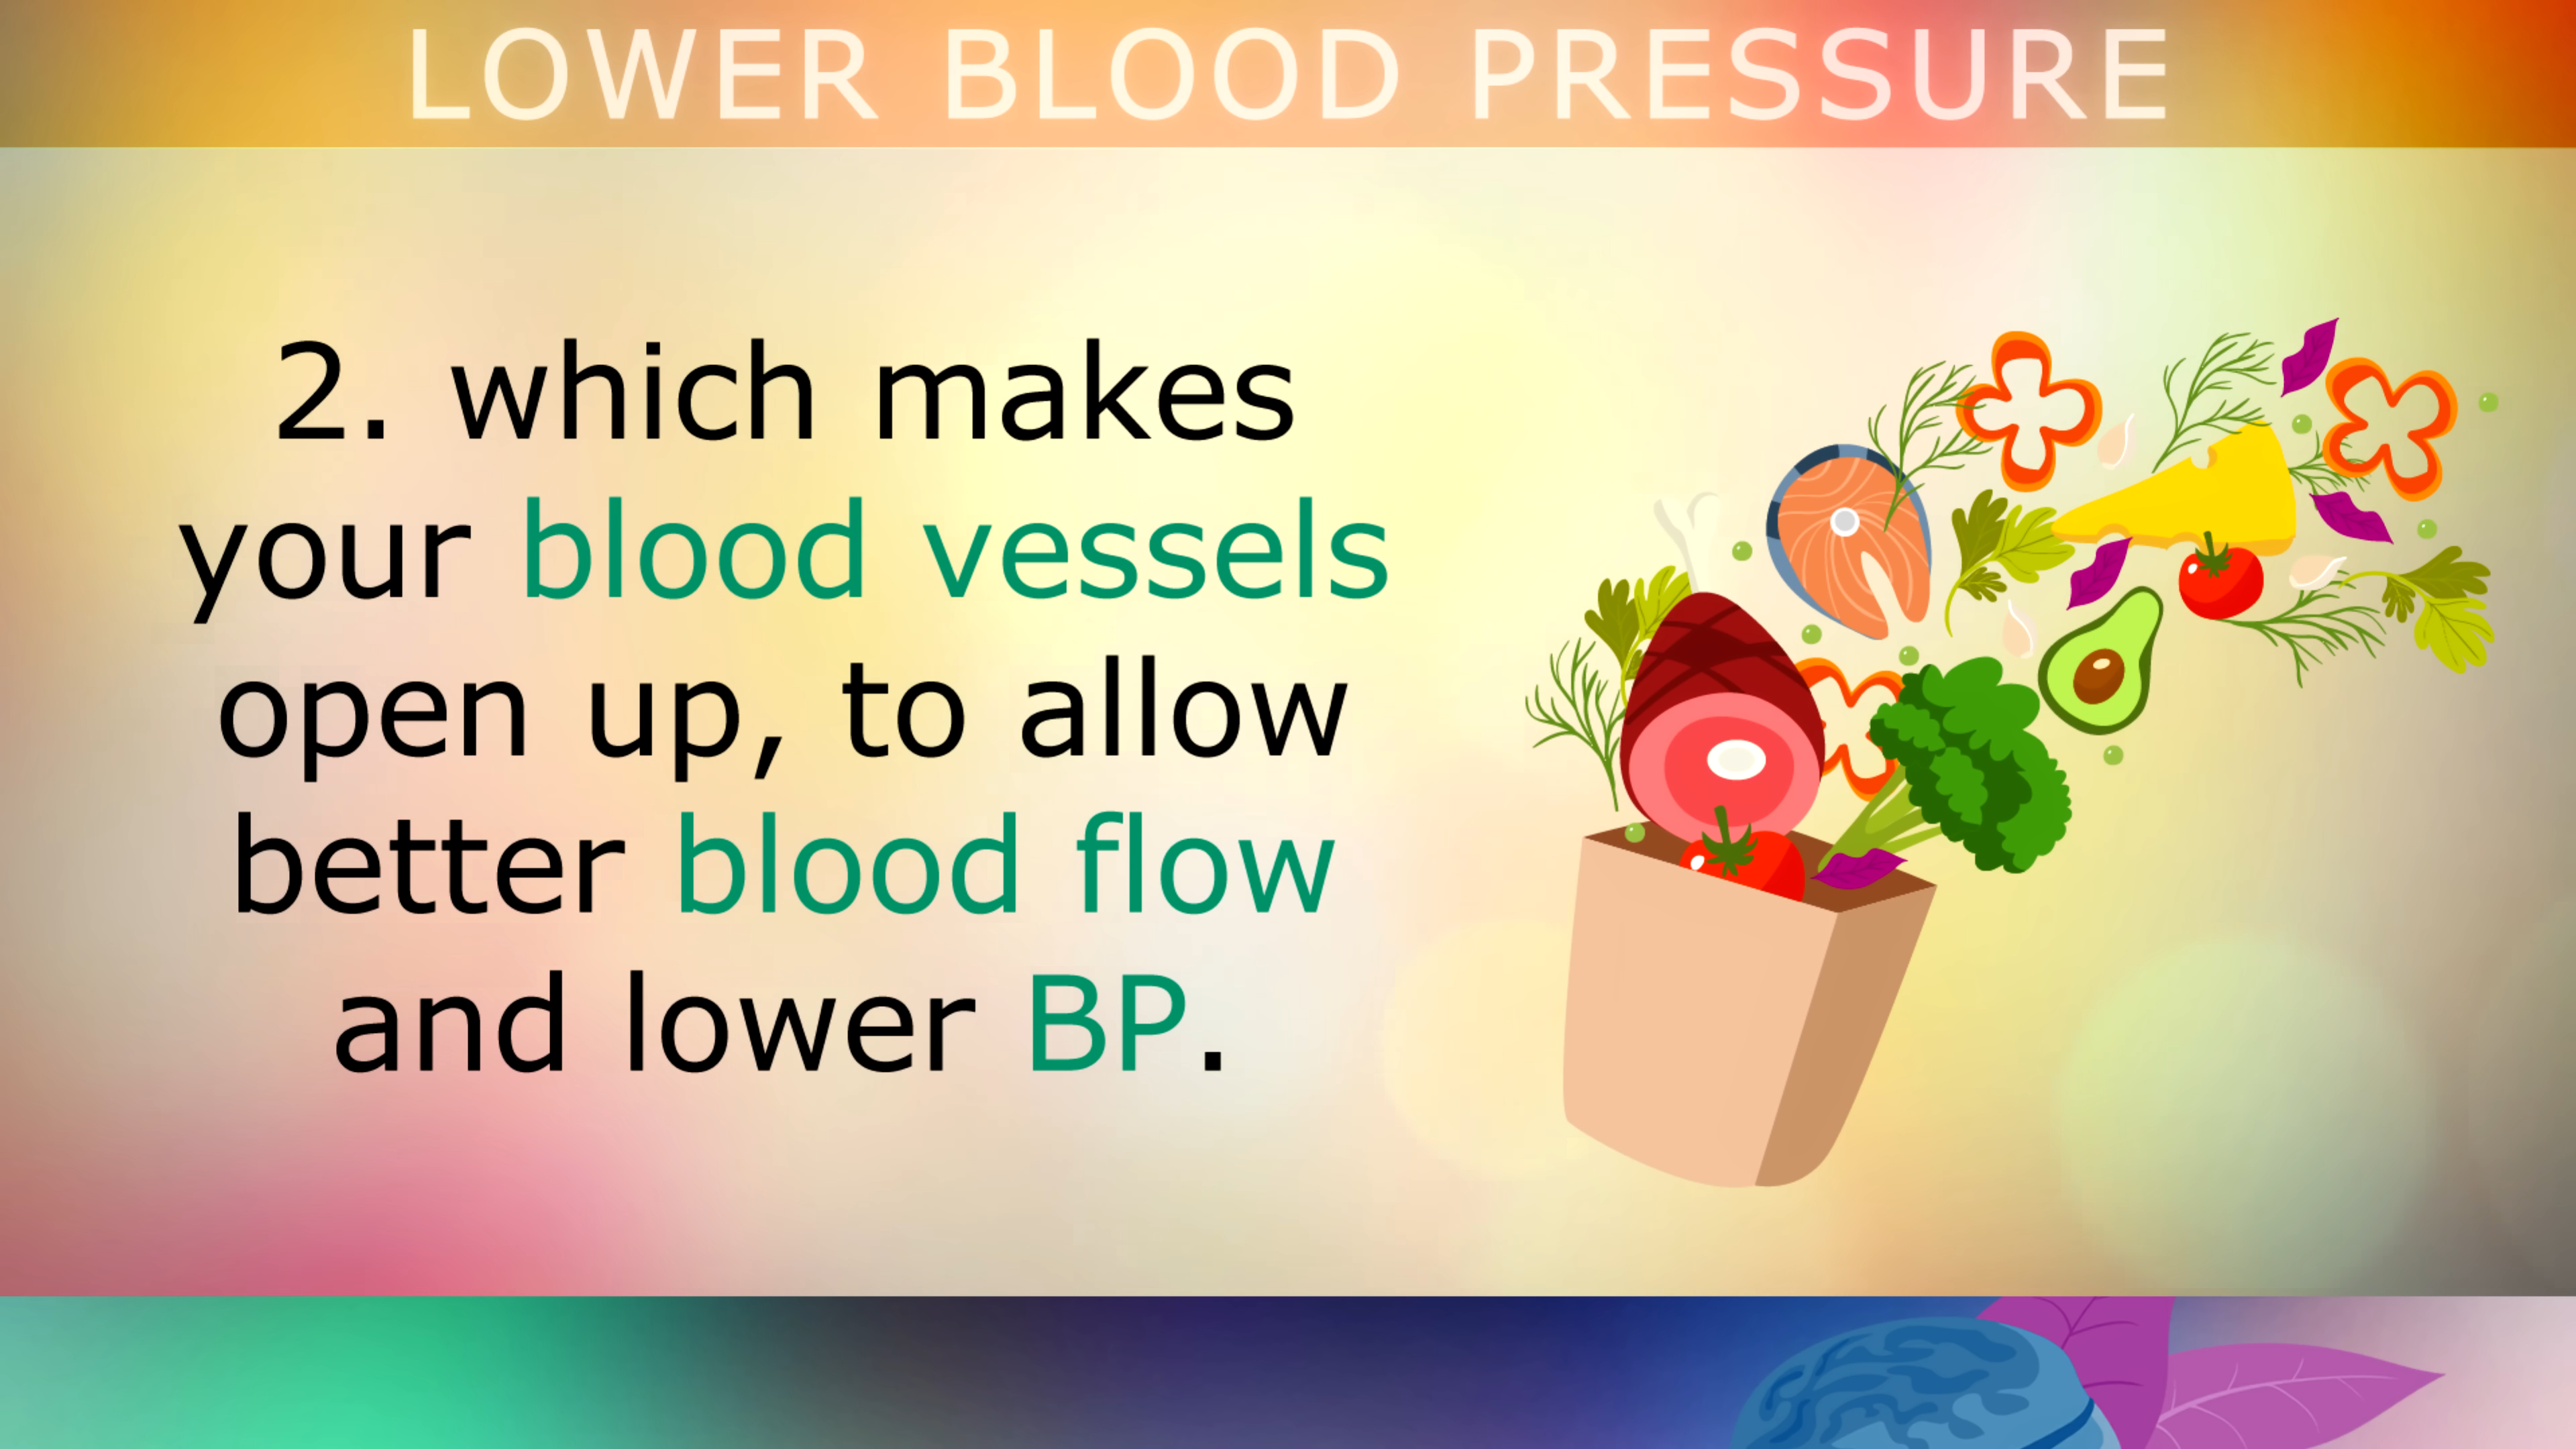 LOWER BLOOD PRESSURE
2. which makes
your blood vessels
open up, to allow
better blood flow
and lower BP.